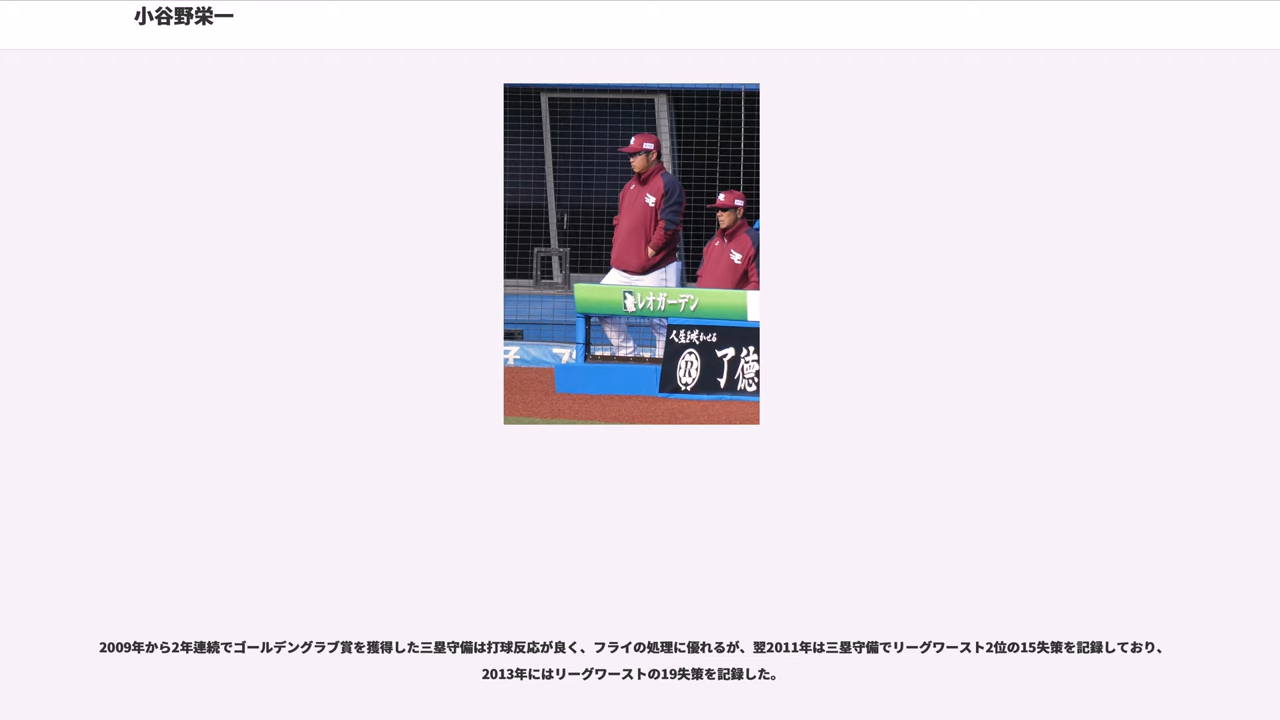 小谷野栄一
レオガーデン
人生を咲かせる
R 了徳
子 プ
2009年から2年連続でゴールデングラブ賞を獲得した三塁守備は打球反応が良く、フライの処理に優れるが、翌2011年は三塁守備でリーグワースト2位の15失策を記録しており、
2013年にはリーグワーストの19失策を記録した。